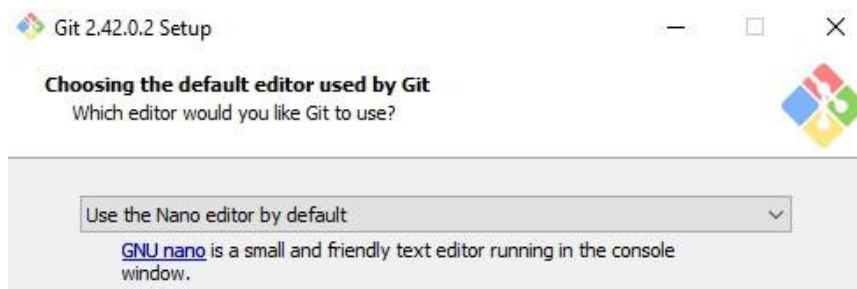 Git 2.42.0.2 Setup
Choosing the default editor used by Git
Which editor would you like Git to use?
Use the Nano editor by default
GNU nano is a small and friendly text editor running in the console
window.